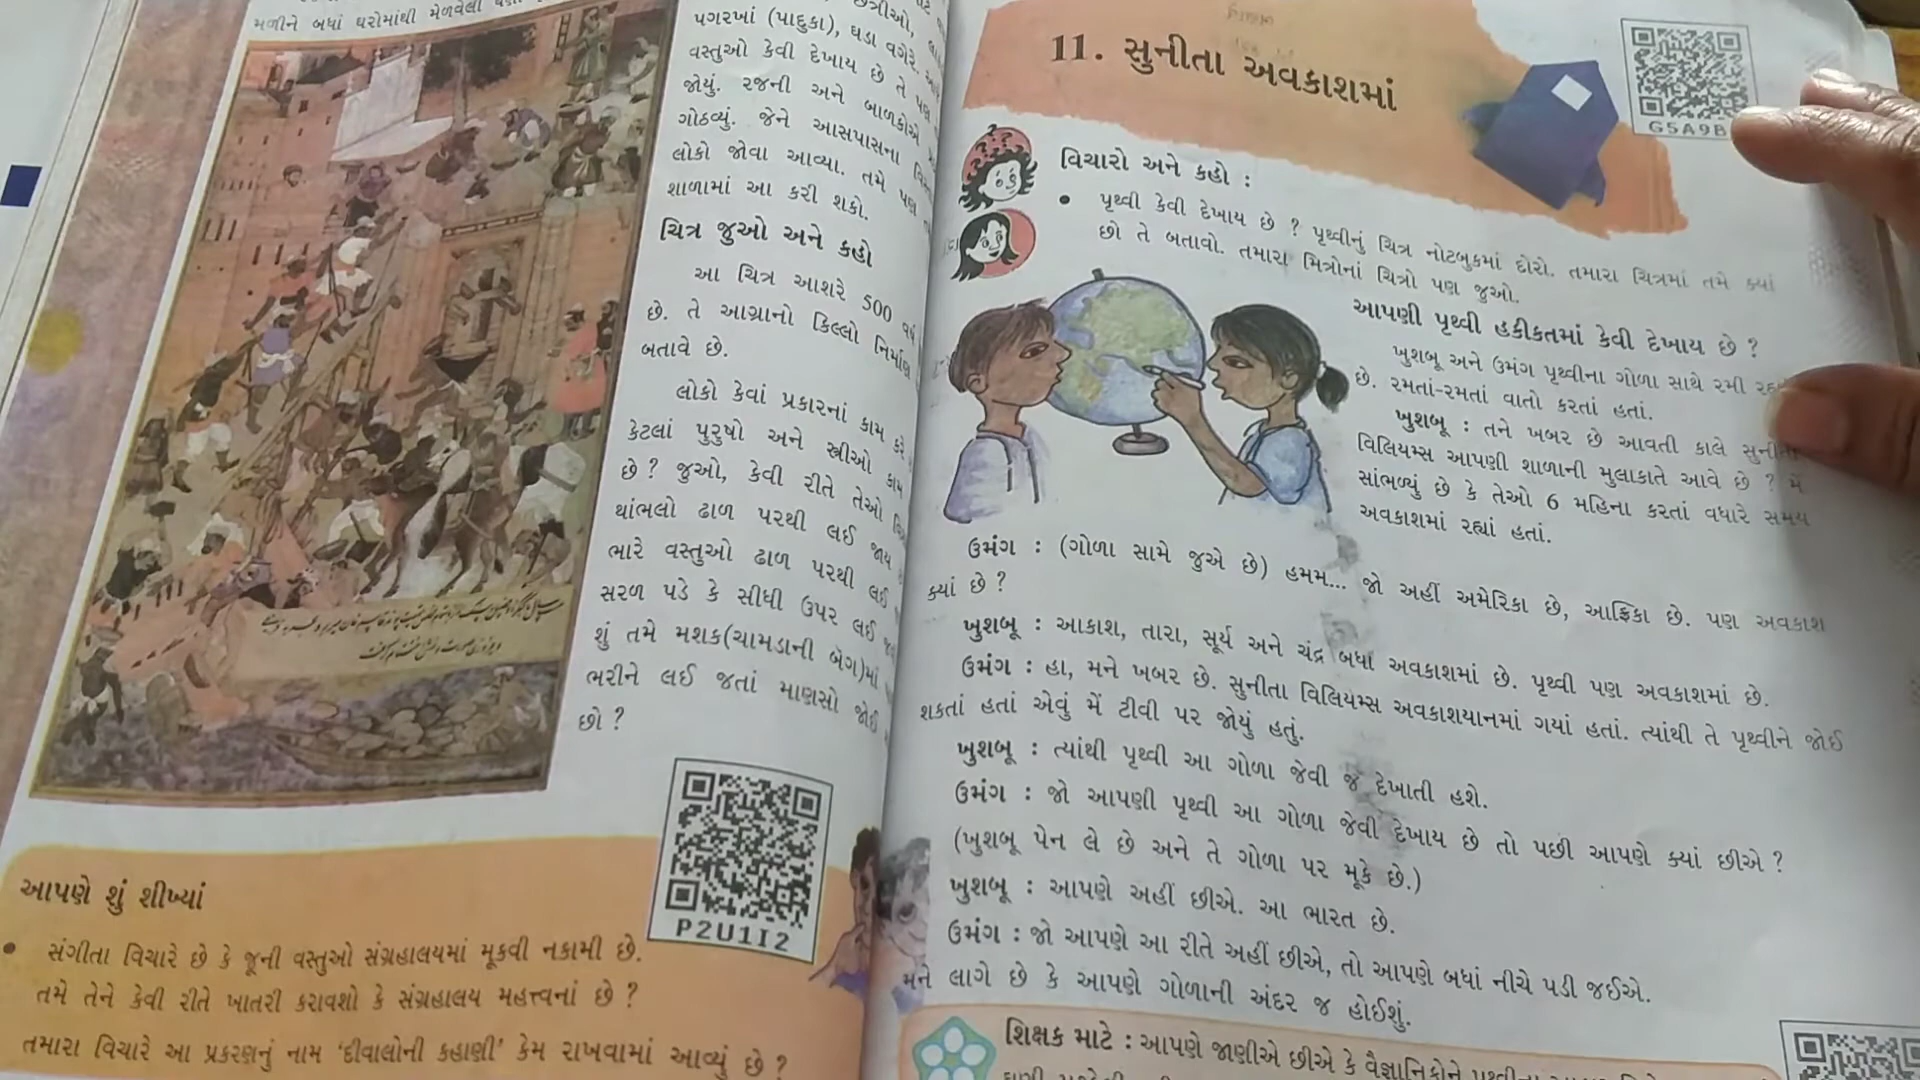 મળીને બધાં ઘરોમાંથી મેળવેલી
પગરખાં (પાદુકા), ઘડા વગેરે.
વસ્તુઓ કેવી દેખાય છે તે પણ
જોયું. રજની અને બાળકોએ
ગોઠવ્યું. જેને આસપાસના
લોકો જોવા આવ્યા. તમે પણ
શાળામાં આ કરી શકો.
ચિત્ર જુઓ અને કહો
આ ચિત્ર આશરે 500 વર્ષ
છે. તે આગ્રાનો કિલ્લો નિર્માણ
બતાવે છે.
લોકો કેવાં પ્રકારનાં કામ કરે
કેટલાં પુરુષો અને સ્ત્રીઓ કામ
છે ? જુઓ, કેવી રીતે તેઓ
થાંભલો ઢાળ પરથી લઈ જાય
ભારે વસ્તુઓ ઢાળ પરથી લઈ
સરળ પડે કે સીધી ઉપર લઈ
શું તમે મશક(ચામડાની બૅગ)માં
ભરીને લઈ જતાં માણસો જોઈ
છો ?
P2U1I2
આપણે શું શીખ્યાં
• સંગીતા વિચારે છે કે જૂની વસ્તુઓ સંગ્રહાલયમાં મૂકવી નકામી છે.
તમે તેને કેવી રીતે ખાતરી કરાવશો કે સંગ્રહાલય મહત્ત્વનાં છે ?
તમારા વિચારે આ પ્રકરણનું નામ ‘દીવાલોની કહાણી’ કેમ રાખવામાં આવ્યું છે ?
11. સુનીતા અવકાશમાં
G5A9B
વિચારો અને કહો :
• પૃથ્વી કેવી દેખાય છે ? પૃથ્વીનું ચિત્ર નોટબુકમાં દોરો. તમારા ચિત્રમાં તમે ક્યાં
છો તે બતાવો. તમારા મિત્રોનાં ચિત્રો પણ જુઓ.
આપણી પૃથ્વી હકીકતમાં કેવી દેખાય છે ?
ખુશબૂ અને ઉમંગ પૃથ્વીના ગોળા સાથે રમી
છે. રમતાં-રમતાં વાતો કરતાં હતાં.
ખુશબૂ : તને ખબર છે આવતી કાલે
વિલિયમ્સ આપણી શાળાની મુલાકાતે આવે છે ? મેં
સાંભળ્યું છે કે તેઓ 6 મહિના કરતાં વધારે સમય
અવકાશમાં રહ્યાં હતાં.
ઉમંગ : (ગોળા સામે જુએ છે) હમમ... જો અહીં અમેરિકા છે, આફ્રિકા છે. પણ અવકાશ
ક્યાં છે ?
ખુશબૂ : આકાશ, તારા, સૂર્ય અને ચંદ્ર બધાં અવકાશમાં છે. પૃથ્વી પણ અવકાશમાં છે.
ઉમંગ : હા, મને ખબર છે. સુનીતા વિલિયમ્સ અવકાશયાનમાં ગયાં હતાં. ત્યાંથી તે પૃથ્વીને જોઈ
શકતાં હતાં એવું મેં ટીવી પર જોયું હતું.
ખુશબૂ : ત્યાંથી પૃથ્વી આ ગોળા જેવી જ દેખાતી હશે.
ઉમંગ : જો આપણી પૃથ્વી આ ગોળા જેવી દેખાય છે તો પછી આપણે ક્યાં છીએ ?
(ખુશબૂ પેન લે છે અને તે ગોળા પર મૂકે છે.)
ખુશબૂ : આપણે અહીં છીએ. આ ભારત છે.
ઉમંગ : જો આપણે આ રીતે અહીં છીએ, તો આપણે બધાં નીચે પડી જઈએ.
મને લાગે છે કે આપણે ગોળાની અંદર જ હોઈશું.
શિક્ષક માટે : આપણે જાણીએ છીએ કે વૈજ્ઞાનિકોને